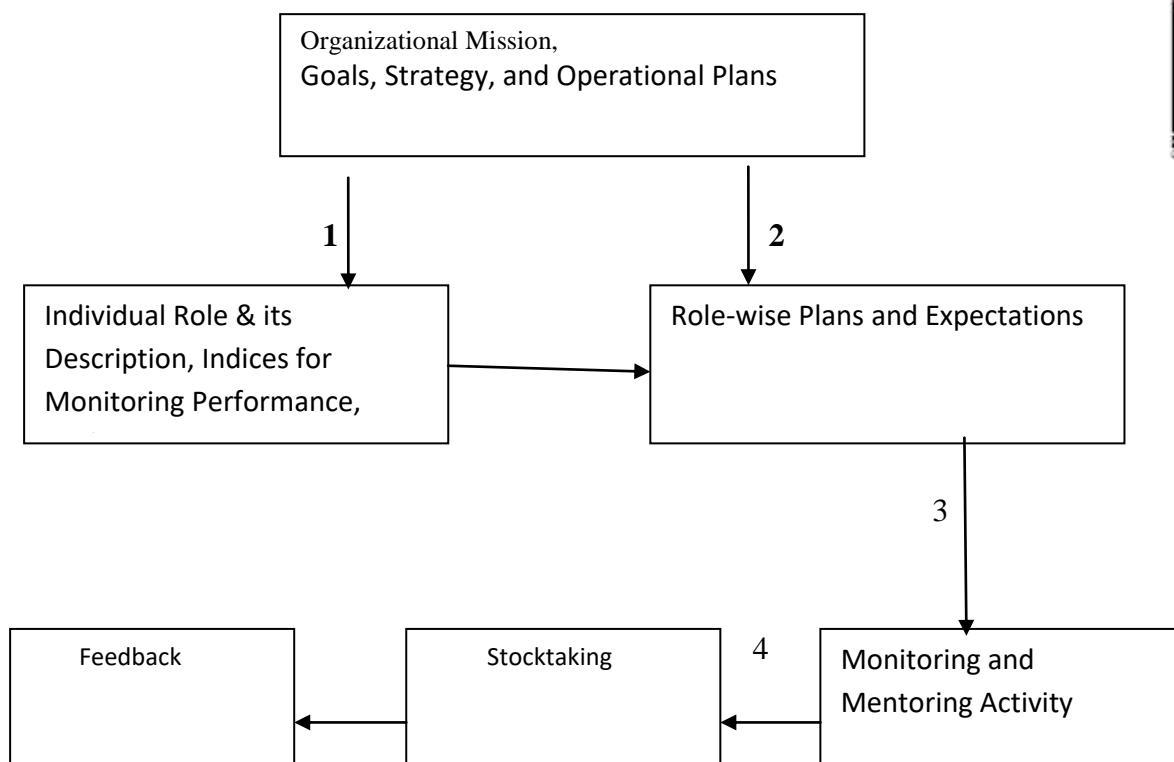 Organizational Mission,
Goals, Strategy, and Operational Plans
1
2
Individual Role & its
Description, Indices for
Monitoring Performance,
Role-wise Plans and Expectations
3
Feedback
Stocktaking
4
Monitoring and
Mentoring Activity